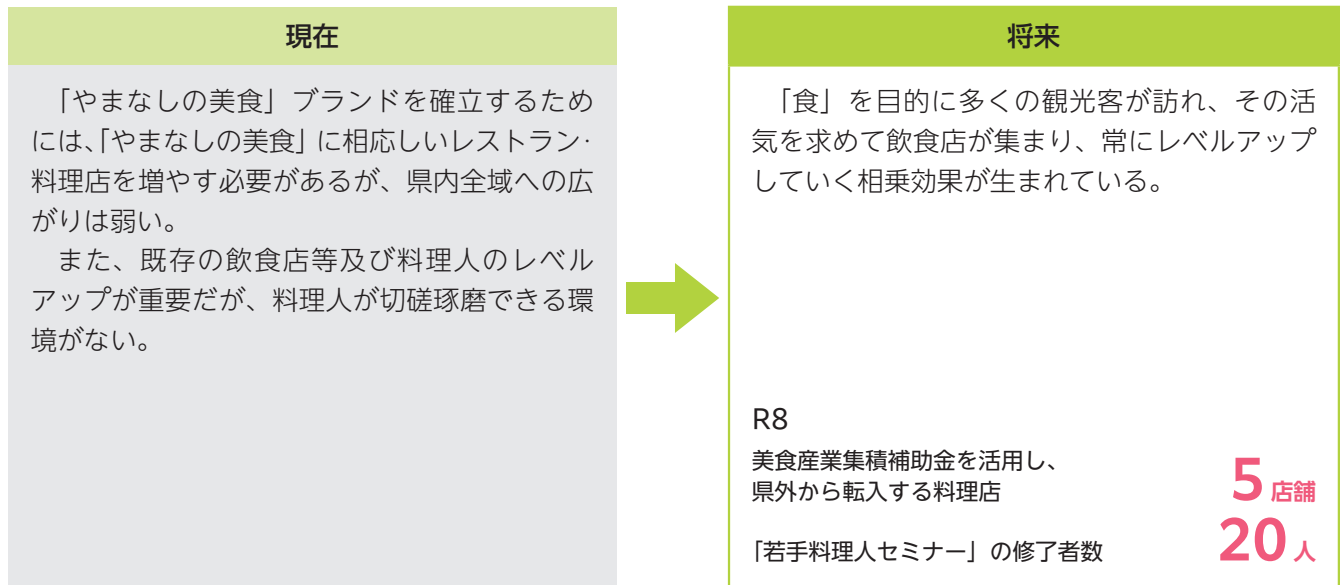 現在
「やまなしの美食」ブランドを確立するため
には、「やまなしの美食」に相応しいレストラン・
料理店を増やす必要があるが、県内全域への広
がりは弱い。
また、既存の飲食店等及び料理人のレベル
アップが重要だが、料理人が切磋琢磨できる環
境がない。
将来
「食」を目的に多くの観光客が訪れ、その活
気を求めて飲食店が集まり、常にレベルアップ
していく相乗効果が生まれている。
R8
美食産業集積補助金を活用し、
県外から転入する料理店 5店舗
「若手料理人セミナー」の修了者数 20人